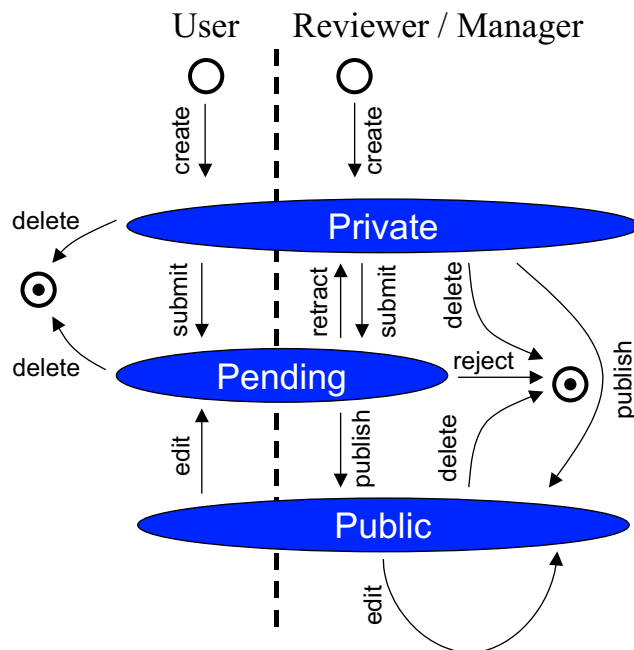 User
Reviewer / Manager
create
create
Private
delete
submit
retract
submit
delete
publish
delete
Pending
reject
edit
publish
delete
Public
edit